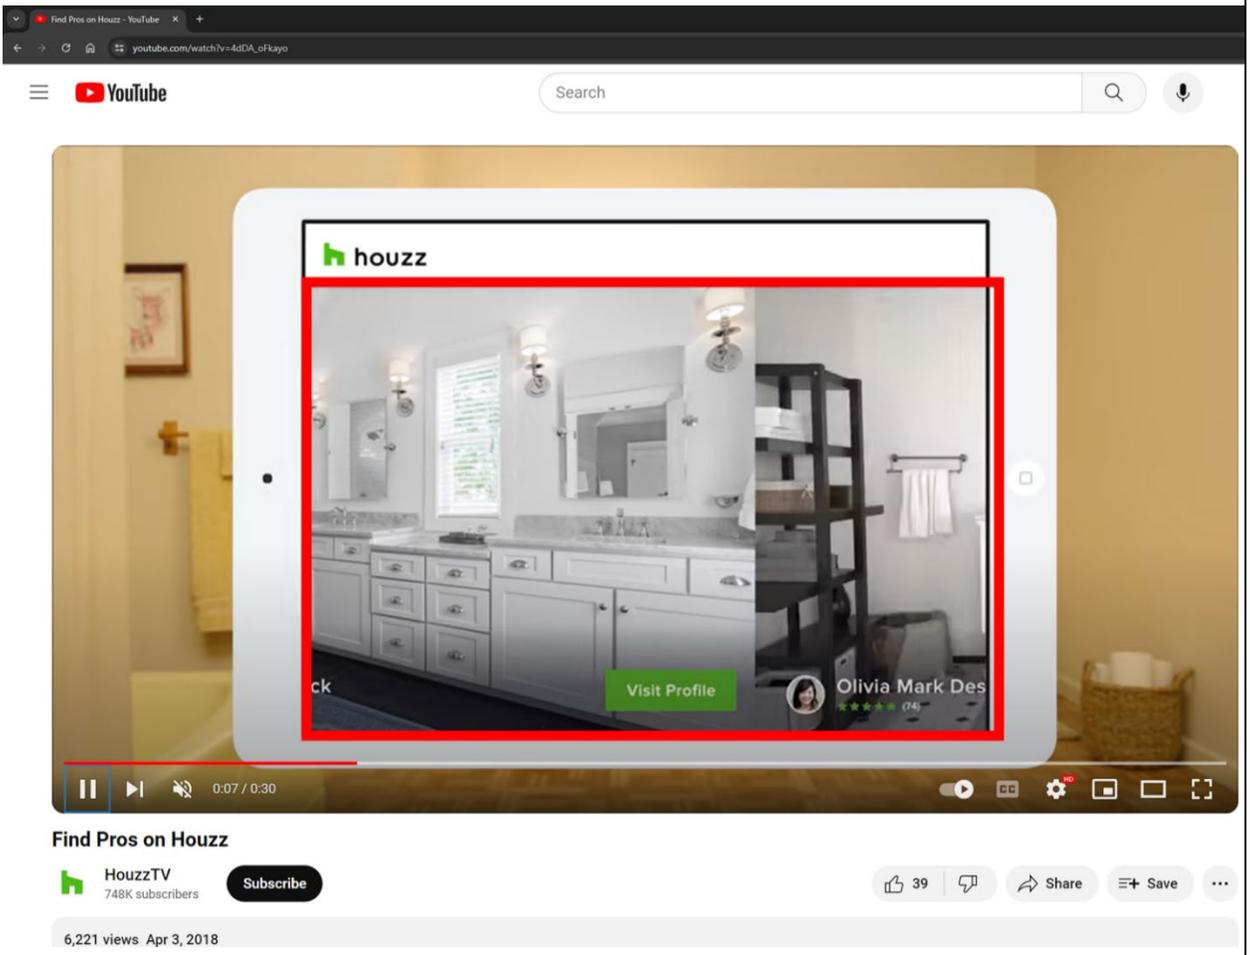 Find Pros on Houzz - YouTube
youtube.com/watch?v=4dDA_oFkayo
YouTube
Search
houzz
ck
Visit Profile
Olivia Mark Des
(74)
0:07 / 0:30
CC
HD
Find Pros on Houzz
HouzzTV
748K subscribers
Subscribe
39
Share
Save
6,221 views Apr 3, 2018